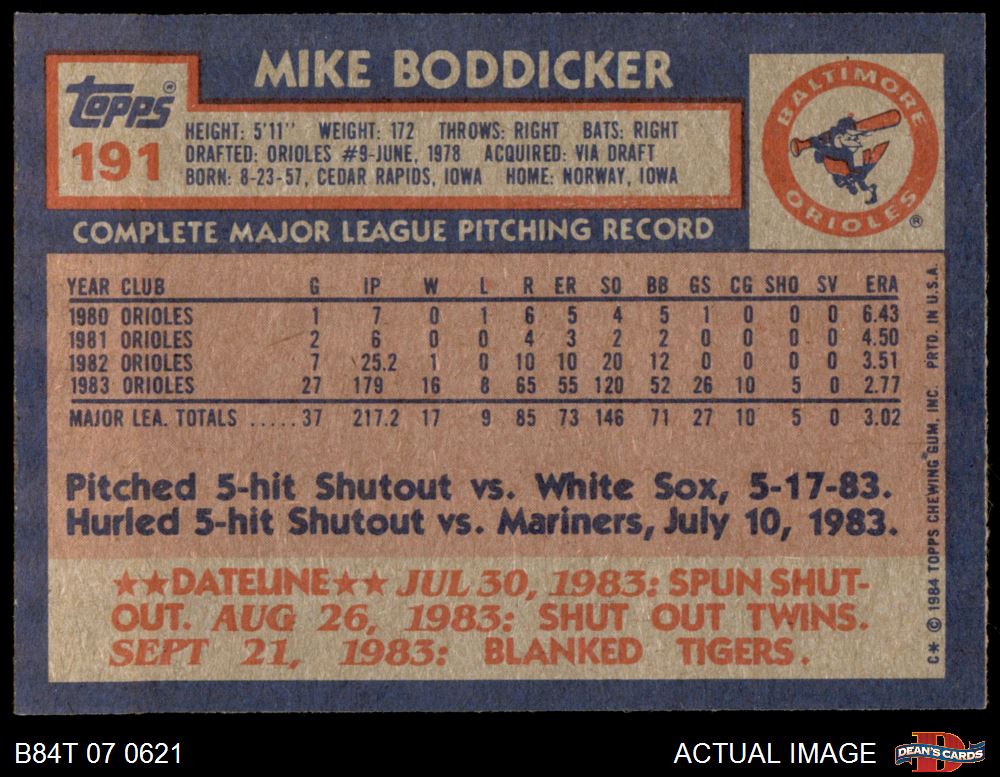 MIKE BODDICKER
Topps®
191
HEIGHT: 5'11" WEIGHT: 172 THROWS: RIGHT BATS: RIGHT
DRAFTED: ORIOLES #9-JUNE, 1978 ACQUIRED: VIA DRAFT
BORN: 8-23-57, CEDAR RAPIDS, IOWA HOME: NORWAY, IOWA
BALTIMORE
ORIOLES
®
COMPLETE MAJOR LEAGUE PITCHING RECORD
YEAR CLUB G IP W L R ER SO BB GS CG SHO SV ERA
1980 ORIOLES 1 7 0 1 6 5 4 5 1 0 0 0 6.43
1981 ORIOLES 2 6 0 0 4 3 2 2 0 0 0 0 4.50
1982 ORIOLES 7 25.2 1 0 10 10 20 12 0 0 0 0 3.51
1983 ORIOLES 27 179 16 8 65 55 120 52 26 10 5 0 2.77
MAJOR LEA. TOTALS .....37 217.2 17 9 85 73 146 71 27 10 5 0 3.02
Pitched 5-hit Shutout vs. White Sox, 5-17-83.
Hurled 5-hit Shutout vs. Mariners, July 10, 1983.
★★DATELINE★★ JUL 30, 1983: SPUN SHUT-
OUT. AUG 26, 1983: SHUT OUT TWINS.
SEPT 21, 1983: BLANKED TIGERS.
C* © 1984 TOPPS CHEWING GUM, INC. PRTD. IN U.S.A.
B84T 07 0621
ACTUAL IMAGE
DEAN'S CARDS